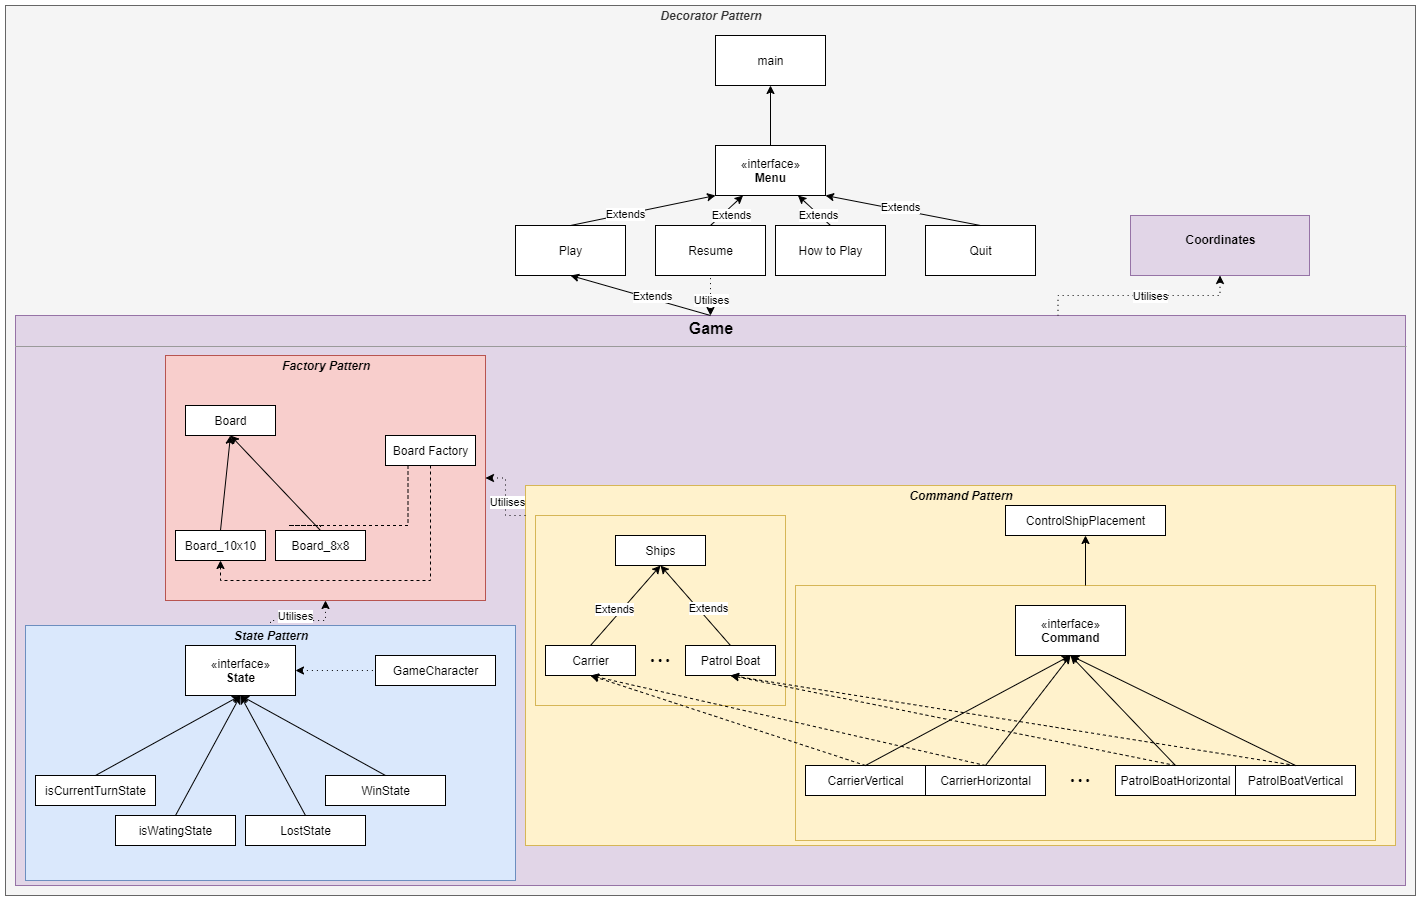 Decorator Pattern
main
«interface»
Menu
Extends
Extends
Extends
Extends
Play
Resume
How to Play
Quit
Coordinates
Extends
Utilises
Utilises
Game
Factory Pattern
Board
Board Factory
Board_10x10
Board_8x8
Utilises
Command Pattern
ControlShipPlacement
Ships
Extends
Extends
Carrier
...
Patrol Boat
«interface»
Command
CarrierVertical
CarrierHorizontal
...
PatrolBoatHorizontal
PatrolBoatVertical
Utilises
State Pattern
«interface»
State
GameCharacter
isCurrentTurnState
WinState
isWatingState
LostState